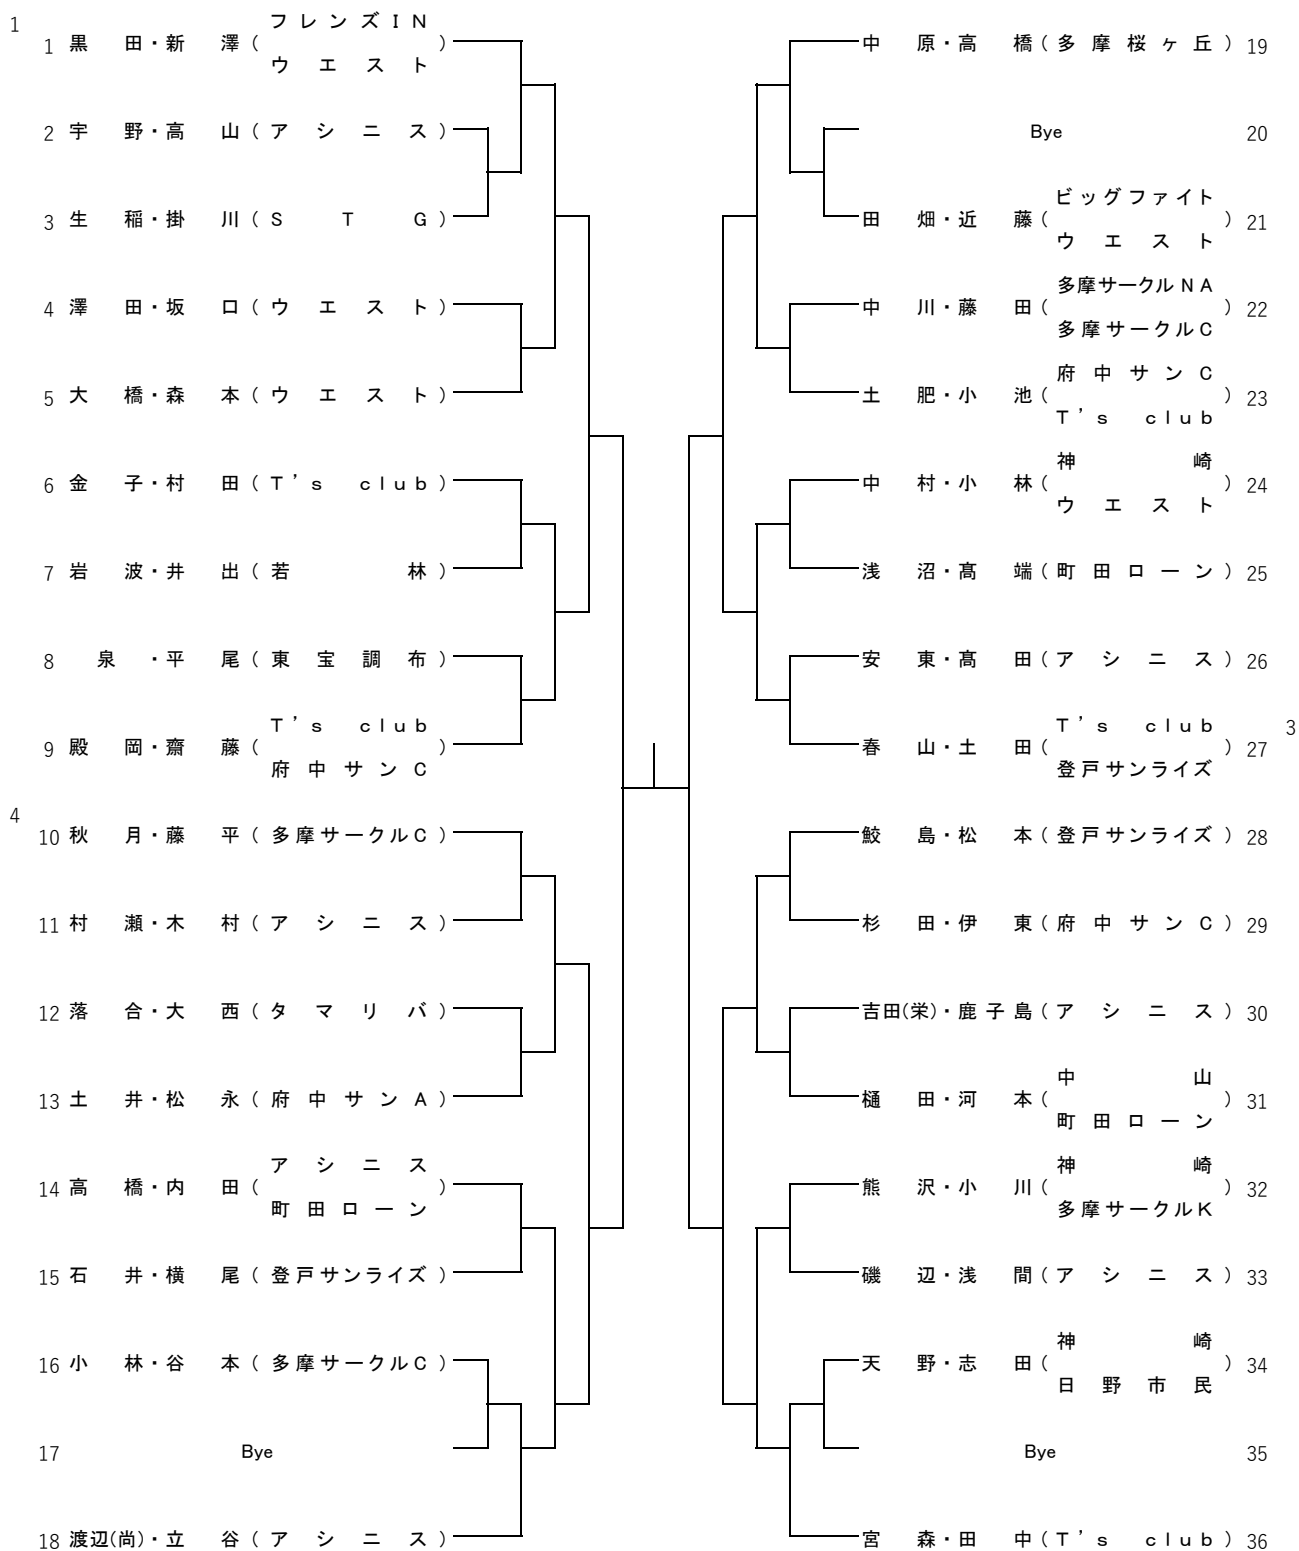 1
フレンズIN
1 黒田・新澤( )
ウエスト
2 宇野・高山(アシニス)
3 生稲・掛川(STG)
4 澤田・坂口(ウエスト)
5 大橋・森本(ウエスト)
6 金子・村田(T’s club)
7 岩波・井出(若林)
8 泉・平尾(東宝調布)
T’s club
9 殿岡・齋藤( )
府中サンC
4
10 秋月・藤平(多摩サークルC)
11 村瀬・木村(アシニス)
12 落合・大西(タマリバ)
13 土井・松永(府中サンA)
アシニス
14 高橋・内田( )
町田ローン
15 石井・横尾(登戸サンライズ)
16 小林・谷本(多摩サークルC)
17 Bye
18 渡辺(尚)・立谷(アシニス)
中原・高橋(多摩桜ヶ丘) 19
Bye 20
ビッグファイト
田畑・近藤( ) 21
ウエスト
多摩サークルNA
中川・藤田( ) 22
多摩サークルC
府中サンC
土肥・小池( ) 23
T’s club
神崎
中村・小林( ) 24
ウエスト
浅沼・髙端(町田ローン) 25
安東・髙田(アシニス) 26
T’s club
3
春山・土田( ) 27
登戸サンライズ
鮫島・松本(登戸サンライズ) 28
杉田・伊東(府中サンC) 29
吉田(栄)・鹿子島(アシニス) 30
中山
樋田・河本( ) 31
町田ローン
神崎
熊沢・小川( ) 32
多摩サークルK
磯辺・浅間(アシニス) 33
神崎
天野・志田( ) 34
日野市民
Bye 35
宮森・田中(T’s club) 36